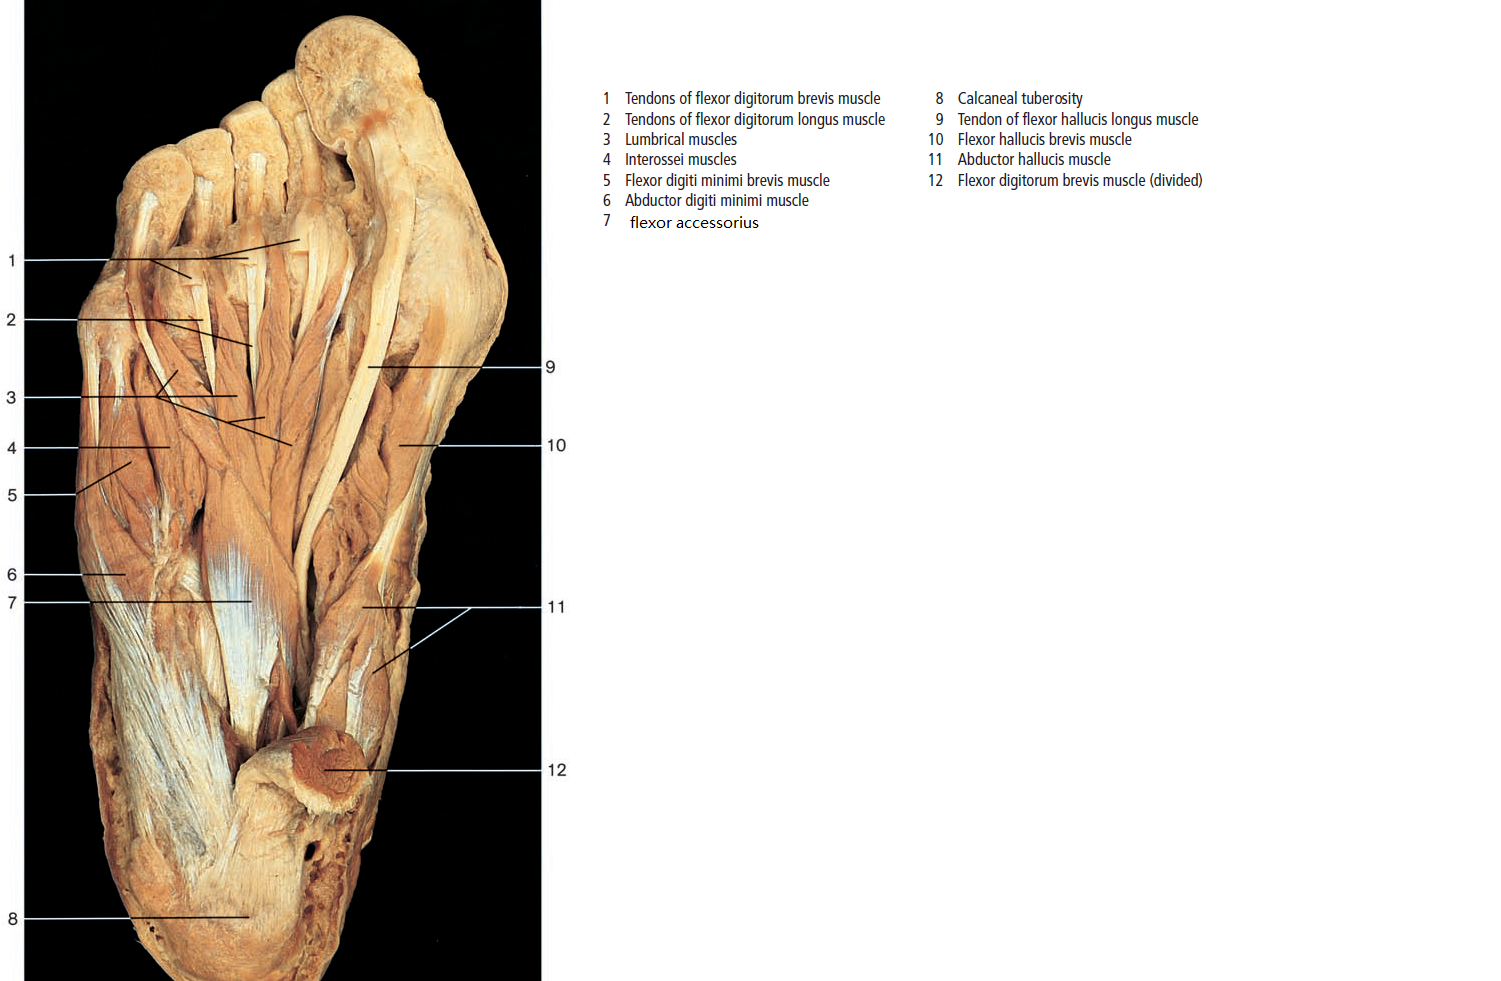 1
2
3
4
5
6
7
8
9
10
11
12
1 Tendons of flexor digitorum brevis muscle
2 Tendons of flexor digitorum longus muscle
3 Lumbrical muscles
4 Interossei muscles
5 Flexor digiti minimi brevis muscle
6 Abductor digiti minimi muscle
7 flexor accessorius
8 Calcaneal tuberosity
9 Tendon of flexor hallucis longus muscle
10 Flexor hallucis brevis muscle
11 Abductor hallucis muscle
12 Flexor digitorum brevis muscle (divided)